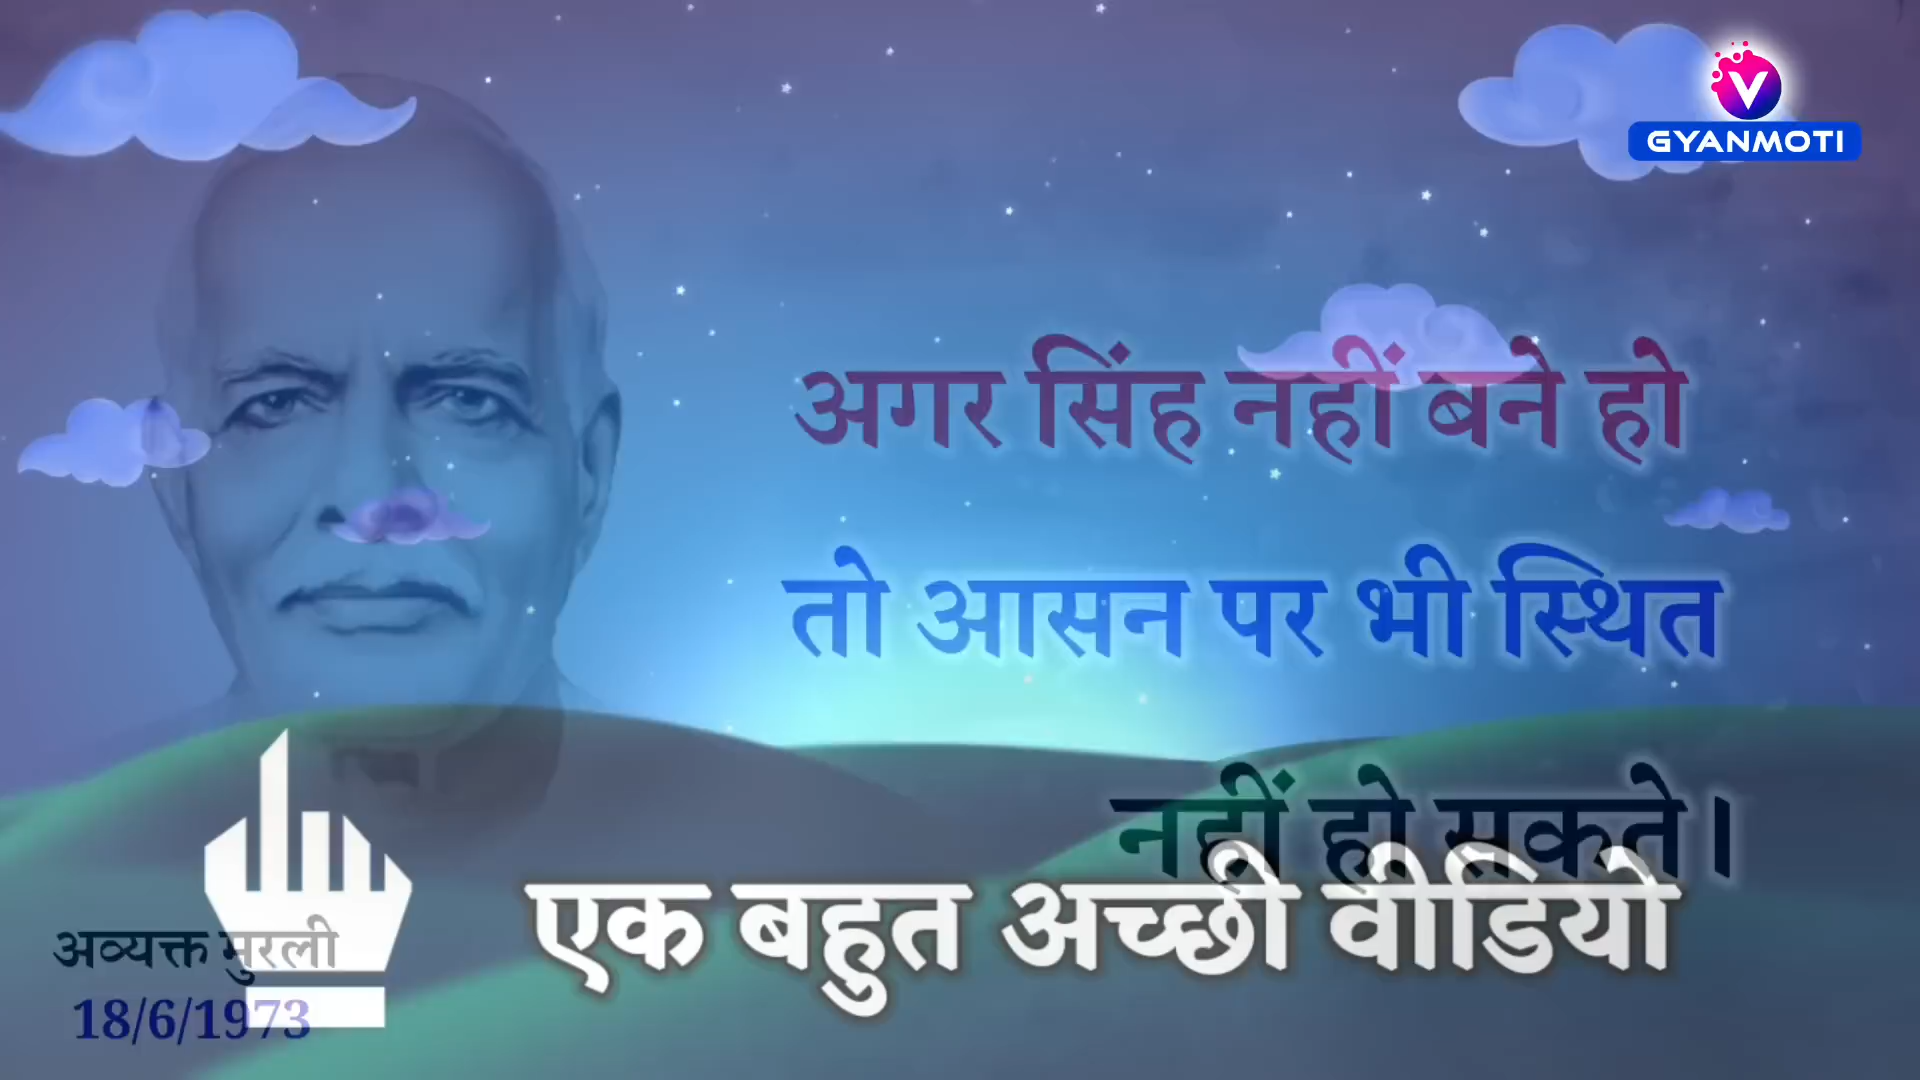 GYANMOTI
अगर सिंह नहीं बने हो
तो आसन पर भी स्थित
नहीं हो सकते।
एक बहुत अच्छी वीडियो
अव्यक्त मुरली
18/6/1973